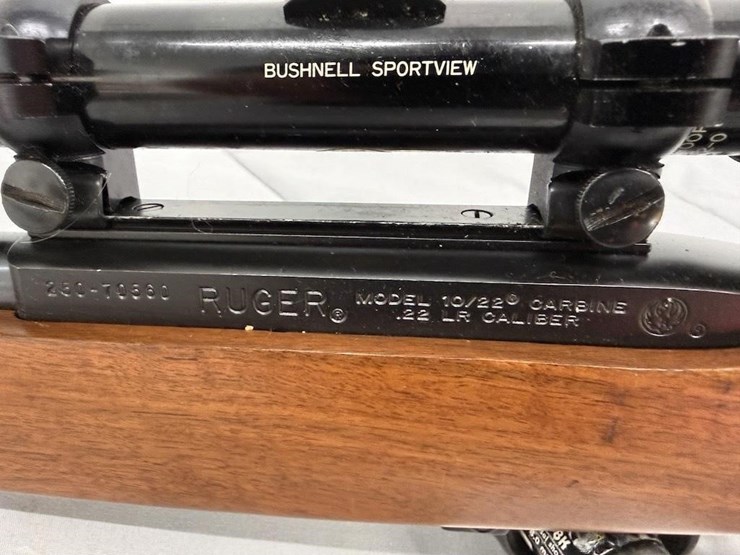 BUSHNELL SPORTVIEW
RUGER®
MODEL 10/22® CARBINE
.22 LR CALIBER